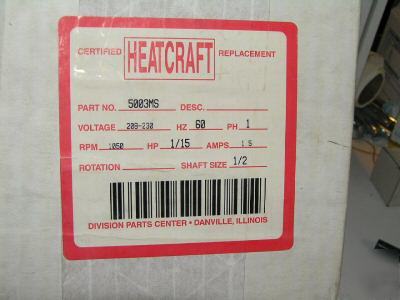 CERTIFIED HEATCRAFT REPLACEMENT
PART NO. 5003MS DESC.
VOLTAGE 208-230 HZ 60 PH 1
RPM 1050 HP 1/15 AMPS 1.5
ROTATION SHAFT SIZE 1/2
DIVISION PARTS CENTER • DANVILLE, ILLINOIS